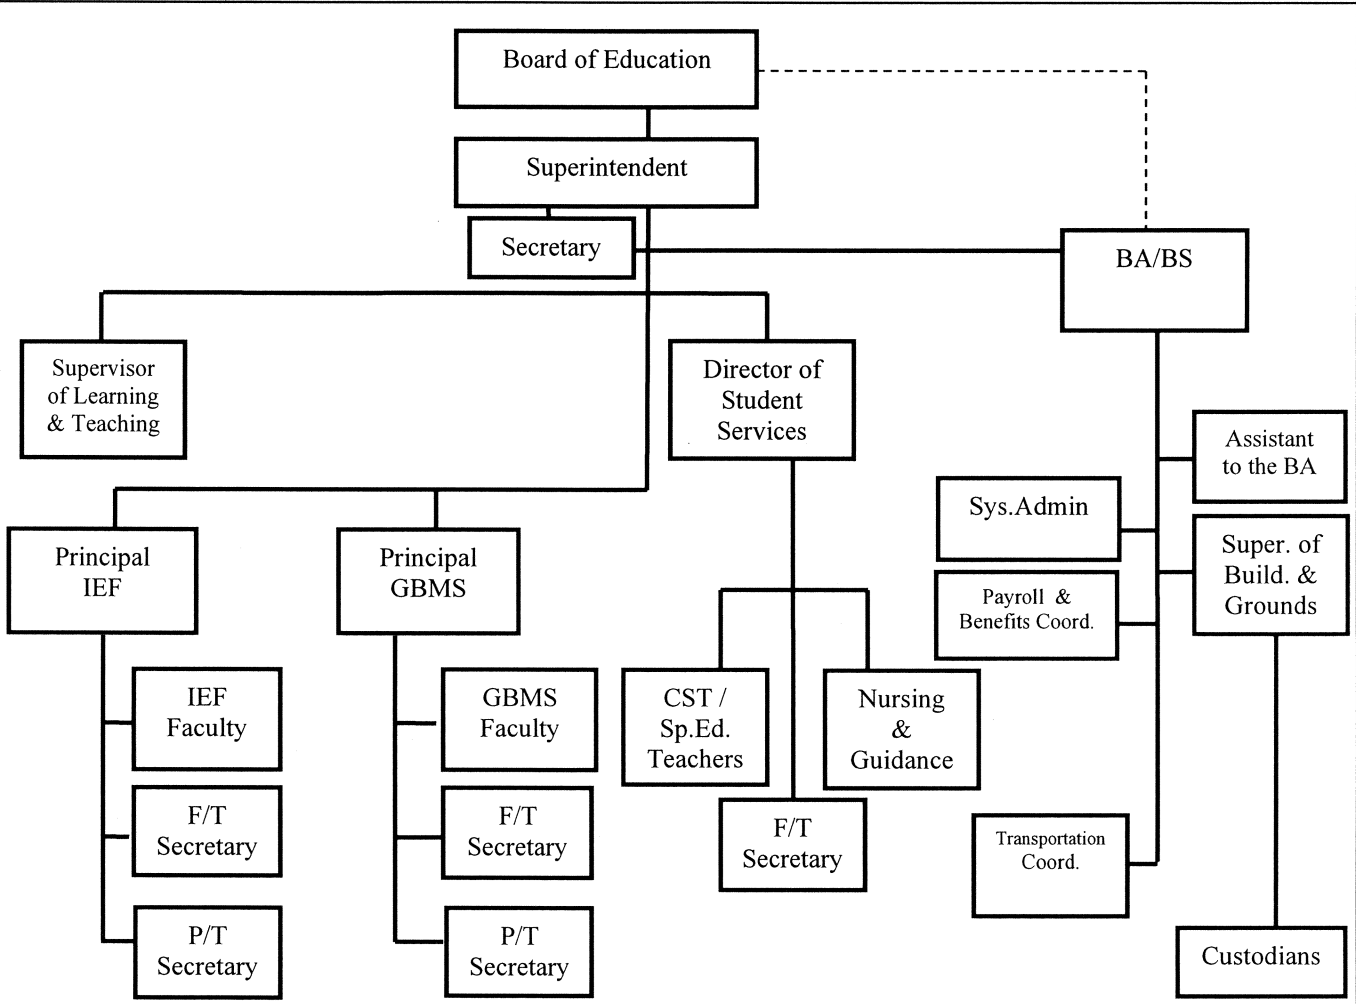 Board of Education
Superintendent
Secretary
BA/BS
Supervisor
of Learning
& Teaching
Director of
Student
Services
Assistant
to the BA
Sys.Admin
Super. of
Build. &
Grounds
Payroll &
Benefits Coord.
Principal
IEF
Principal
GBMS
IEF
Faculty
GBMS
Faculty
CST /
Sp.Ed.
Teachers
Nursing
&
Guidance
F/T
Secretary
F/T
Secretary
F/T
Secretary
Transportation
Coord.
P/T
Secretary
P/T
Secretary
Custodians